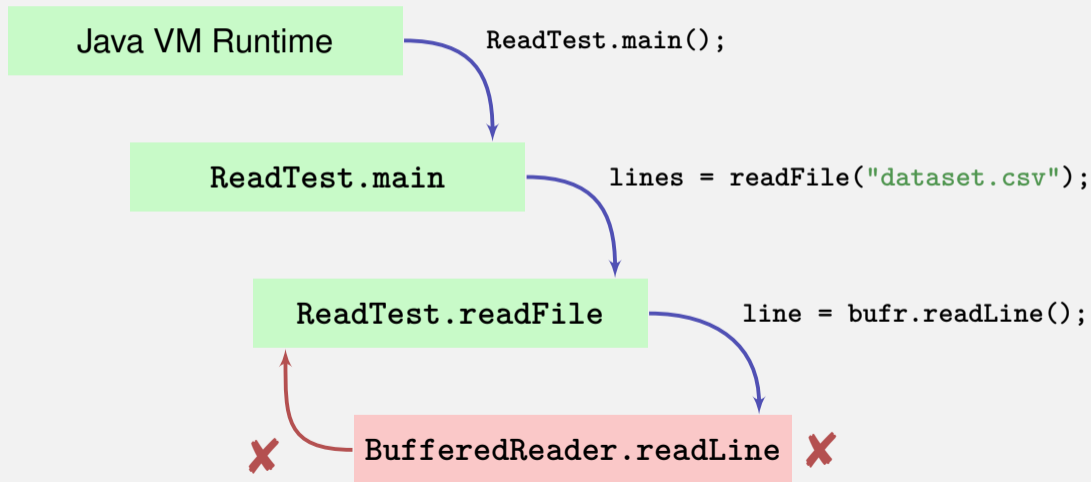 Java VM Runtime
ReadTest.main();
ReadTest.main
lines = readFile("dataset.csv");
ReadTest.readFile
line = bufr.readLine();
✘ BufferedReader.readLine ✘